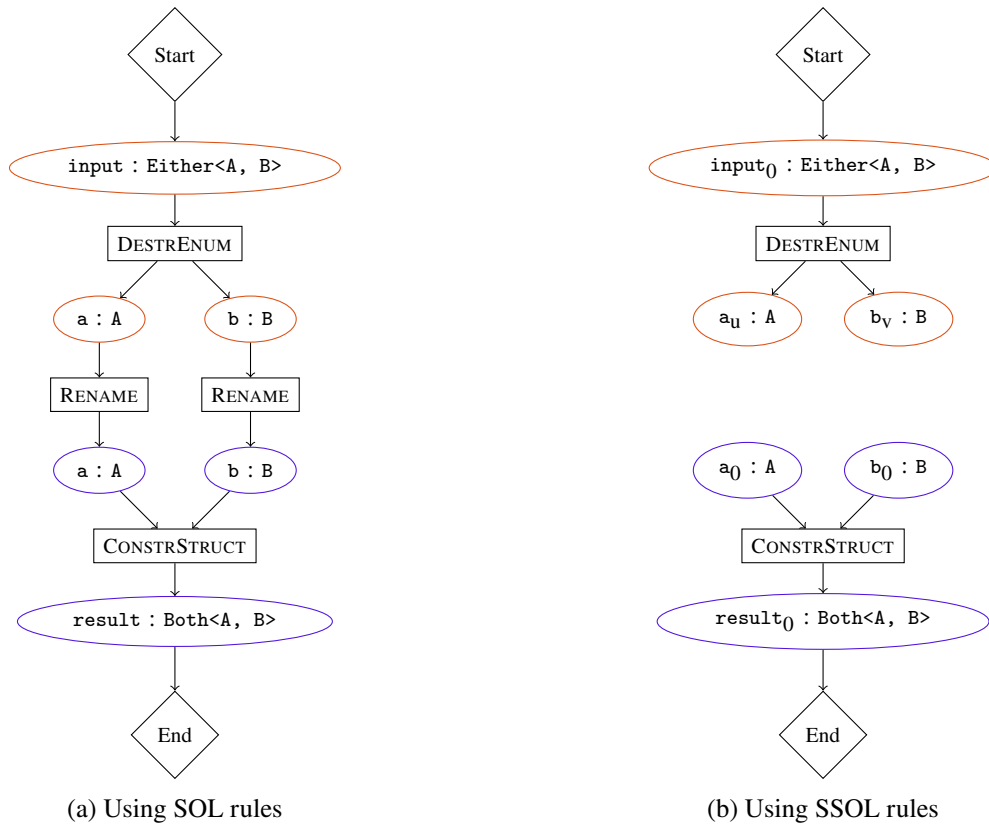 Start
input : Either<A, B>
DESTRENUM
a : A
b : B
RENAME
RENAME
a : A
b : B
CONSTRSTRUCT
result : Both<A, B>
End
(a) Using SOL rules
Start
input₀ : Either<A, B>
DESTRENUM
aᵤ : A
bᵥ : B
a₀ : A
b₀ : B
CONSTRSTRUCT
result₀ : Both<A, B>
End
(b) Using SSOL rules